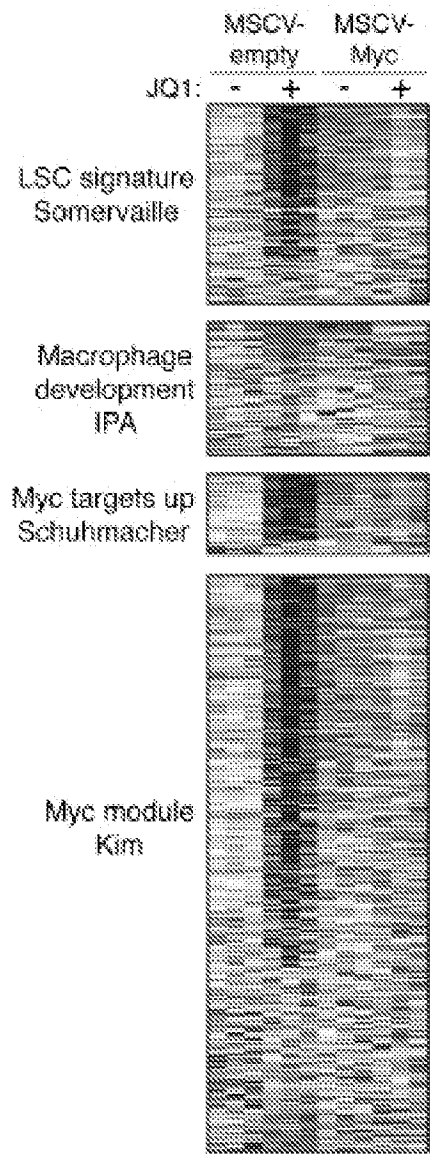 MSCV- MSCV-
empty Myc
JQ1: - + - +
LSC signature
Somervaille
Macrophage
development
IPA
Myc targets up
Schuhmacher
Myc module
Kim